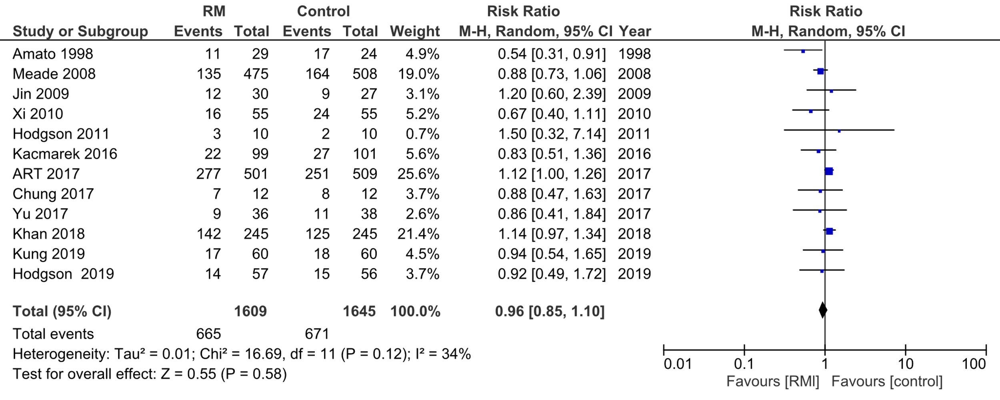 RM Control Risk Ratio Risk Ratio
Study or Subgroup Events Total Events Total Weight M-H, Random, 95% CI Year M-H, Random, 95% CI
Amato 1998 11 29 17 24 4.9% 0.54 [0.31, 0.91] 1998
Meade 2008 135 475 164 508 19.0% 0.88 [0.73, 1.06] 2008
Jin 2009 12 30 9 27 3.1% 1.20 [0.60, 2.39] 2009
Xi 2010 16 55 24 55 5.2% 0.67 [0.40, 1.11] 2010
Hodgson 2011 3 10 2 10 0.7% 1.50 [0.32, 7.14] 2011
Kacmarek 2016 22 99 27 101 5.6% 0.83 [0.51, 1.36] 2016
ART 2017 277 501 251 509 25.6% 1.12 [1.00, 1.26] 2017
Chung 2017 7 12 8 12 3.7% 0.88 [0.47, 1.63] 2017
Yu 2017 9 36 11 38 2.6% 0.86 [0.41, 1.84] 2017
Khan 2018 142 245 125 245 21.4% 1.14 [0.97, 1.34] 2018
Kung 2019 17 60 18 60 4.5% 0.94 [0.54, 1.65] 2019
Hodgson 2019 14 57 15 56 3.7% 0.92 [0.49, 1.72] 2019
Total (95% CI) 1609 1645 100.0% 0.96 [0.85, 1.10]
Total events 665 671
Heterogeneity: Tau² = 0.01; Chi² = 16.69, df = 11 (P = 0.12); I² = 34%
Test for overall effect: Z = 0.55 (P = 0.58)
0.01 0.1 1 10 100
Favours [RMI] Favours [control]